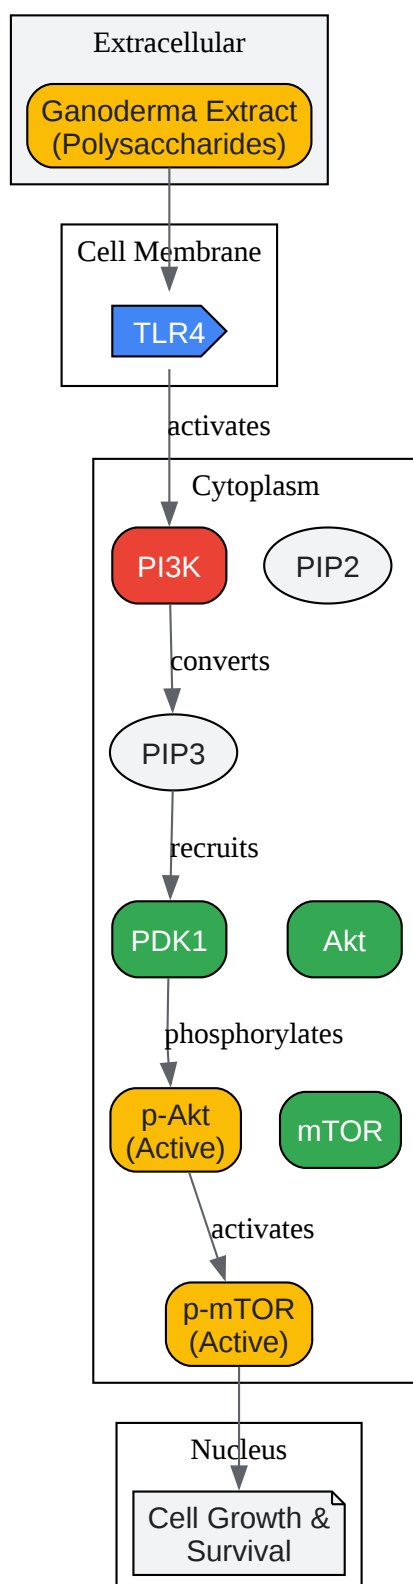 Extracellular
Ganoderma Extract
(Polysaccharides)
Cell Membrane
TLR4
activates
Cytoplasm
PI3K
PIP2
converts
PIP3
recruits
PDK1
Akt
phosphorylates
p-Akt
(Active)
mTOR
activates
p-mTOR
(Active)
Nucleus
Cell Growth &
Survival